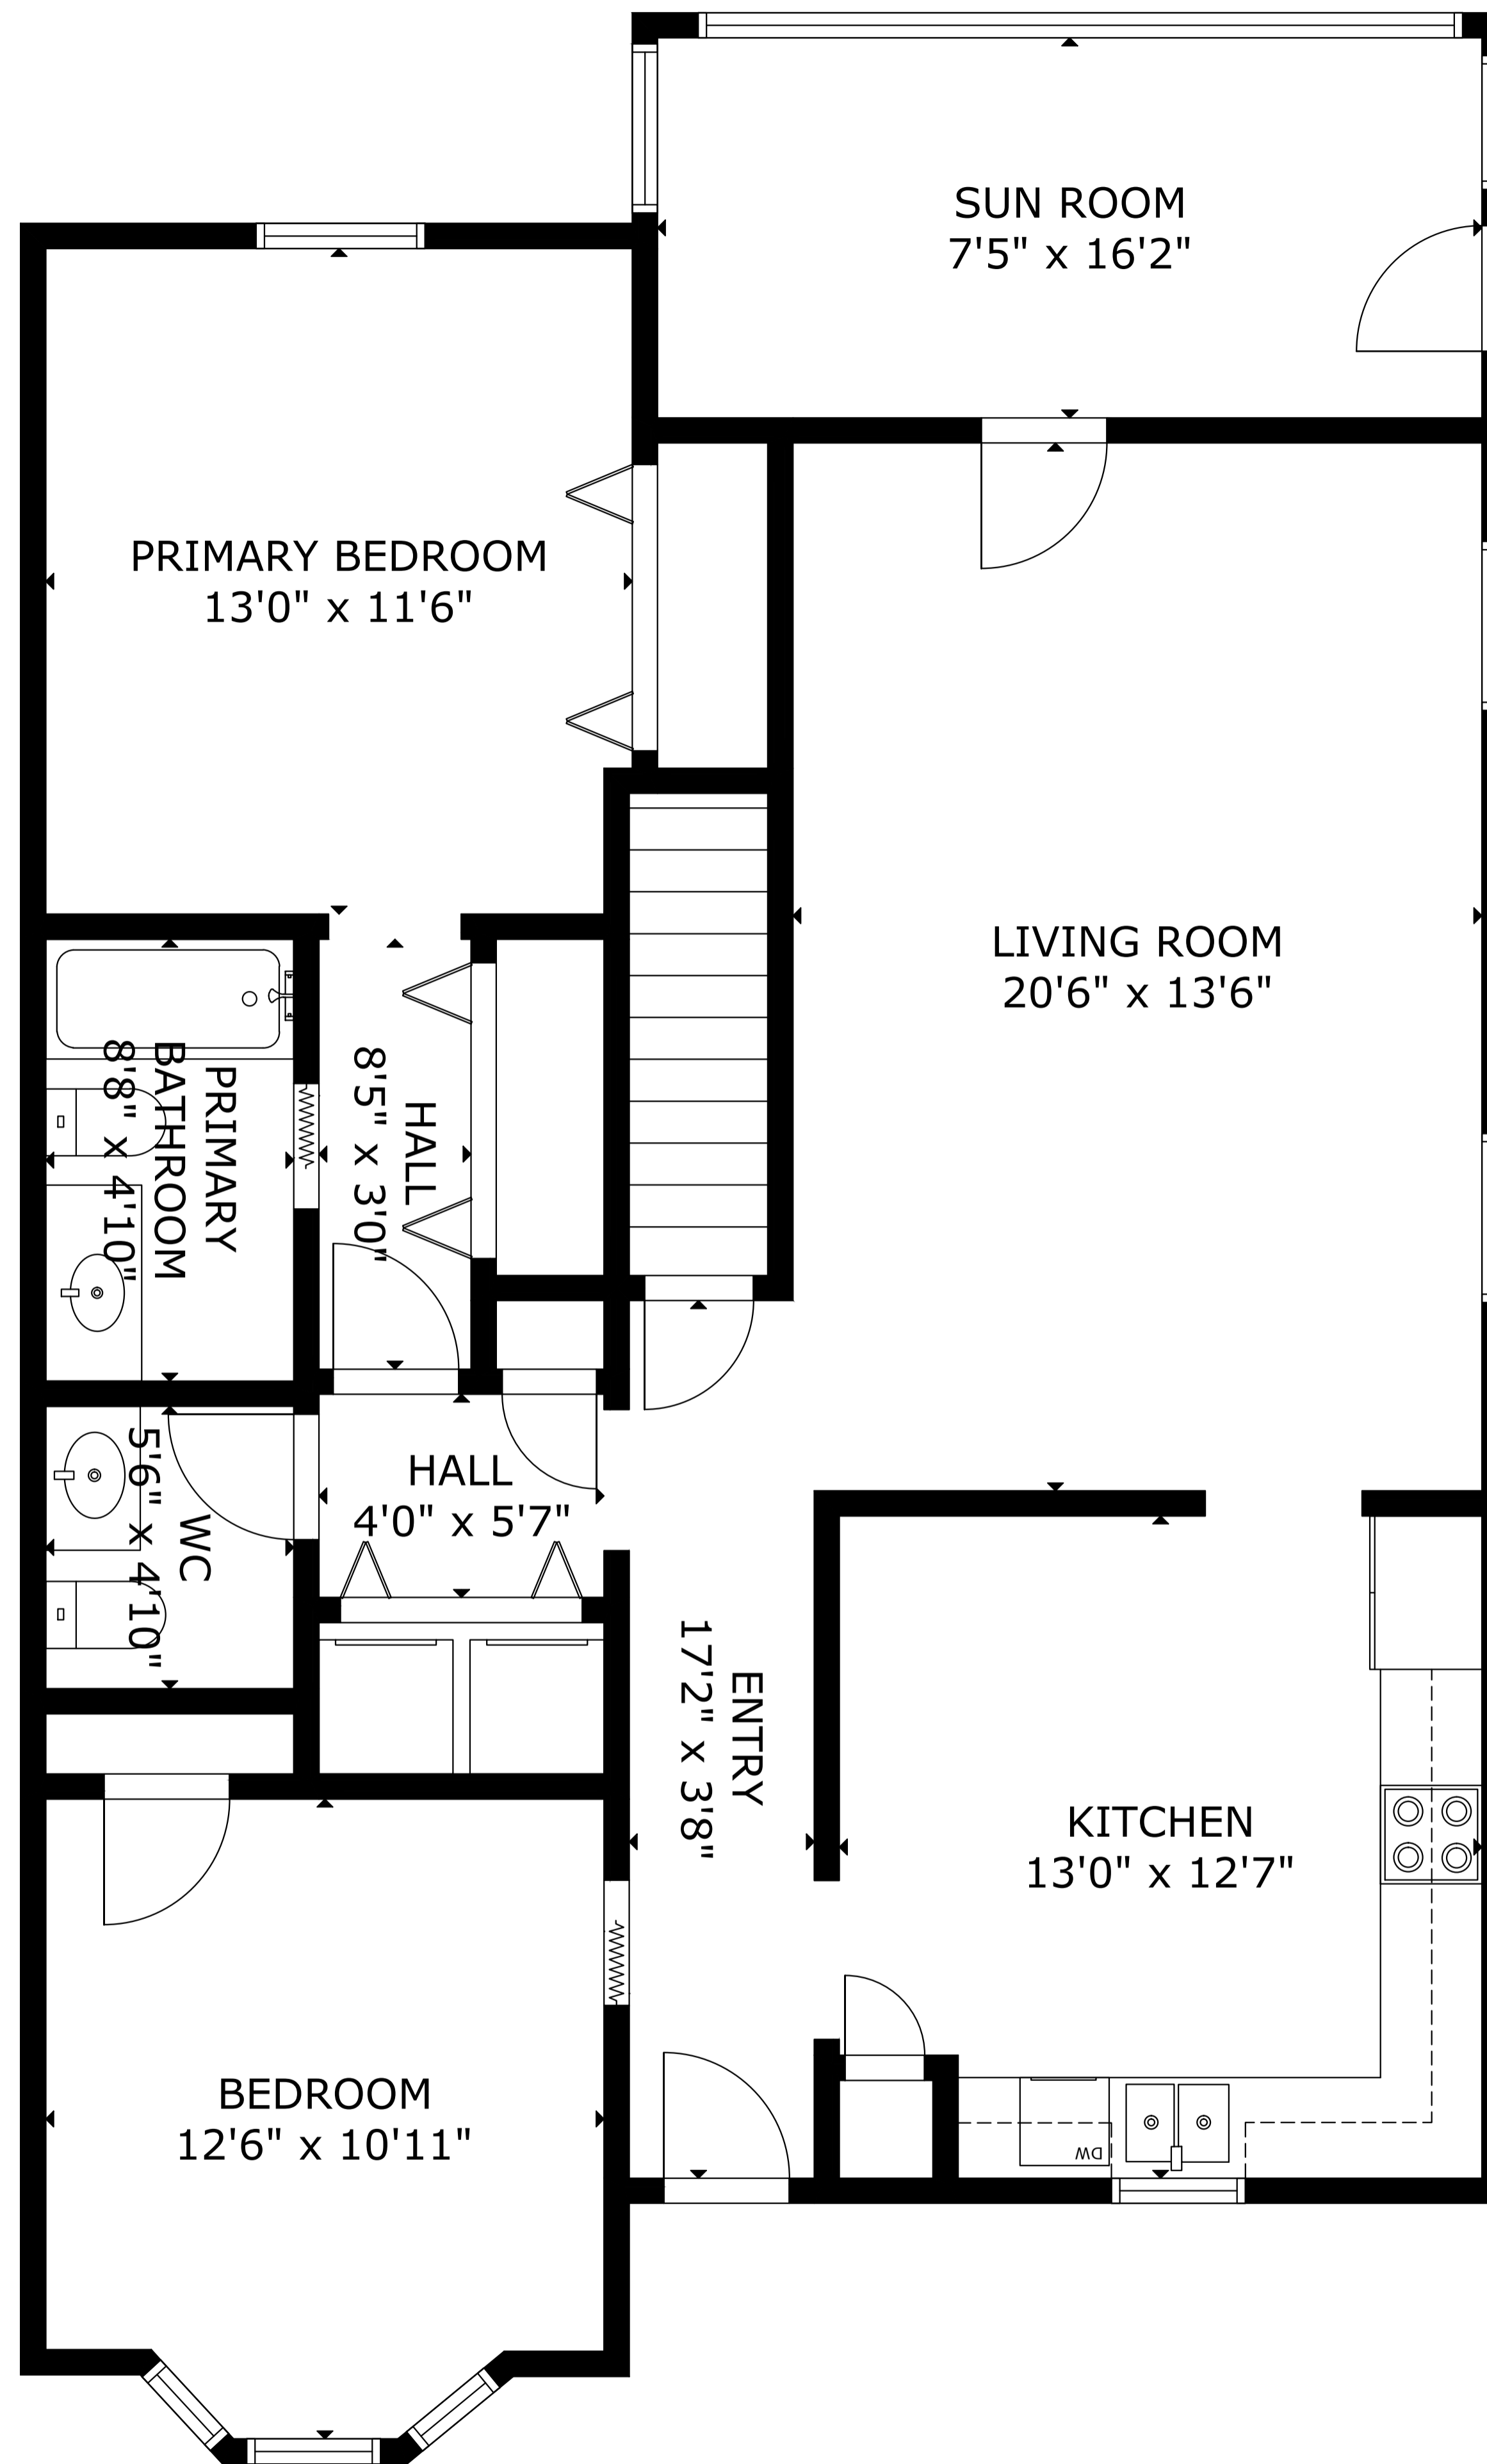 SUN ROOM
7'5" x 16'2"
PRIMARY BEDROOM
13'0" x 11'6"
LIVING ROOM
20'6" x 13'6"
PRIMARY
BATHROOM
8'8" x 4'10"
HALL
8'5" x 3'0"
HALL
4'0" x 5'7"
WC
5'6" x 4'10"
ENTRY
17'2" x 3'8"
KITCHEN
13'0" x 12'7"
BEDROOM
12'6" x 10'11"
DW